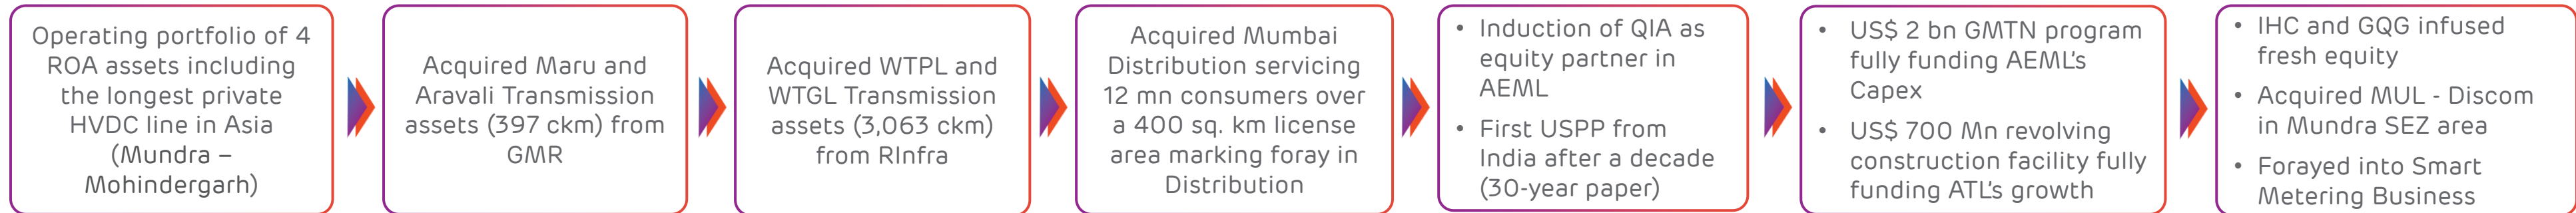 Operating portfolio of 4
ROA assets including
the longest private
HVDC line in Asia
(Mundra –
Mohindergarh)
Acquired Maru and
Aravali Transmission
assets (397 ckm) from
GMR
Acquired WTPL and
WTGL Transmission
assets (3,063 ckm)
from RInfra
Acquired Mumbai
Distribution servicing
12 mn consumers over
a 400 sq. km license
area marking foray in
Distribution
• Induction of QIA as
equity partner in
AEML
• First USPP from
India after a decade
(30-year paper)
• US$ 2 bn GMTN program
fully funding AEML's
Capex
• US$ 700 Mn revolving
construction facility fully
funding ATL's growth
• IHC and GQG infused
fresh equity
• Acquired MUL - Discom
in Mundra SEZ area
• Forayed into Smart
Metering Business